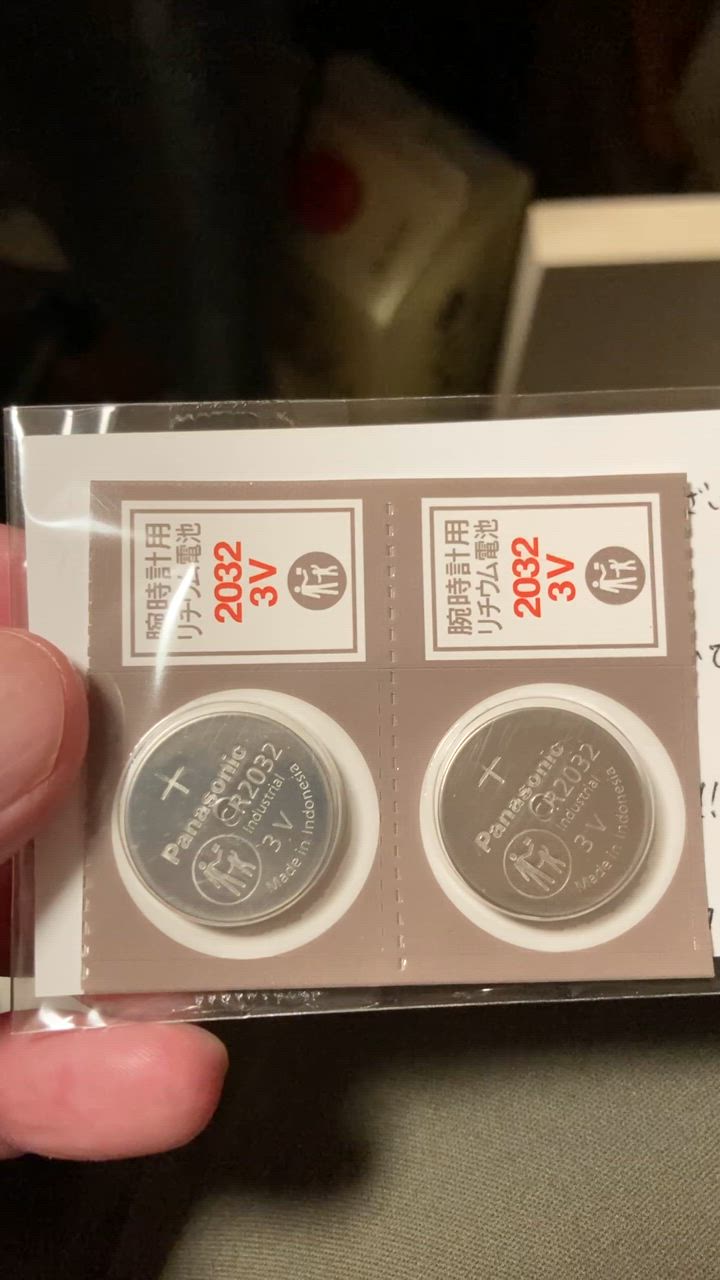 腕時計用
リチウム電池
2032
3V
腕時計用
リチウム電池
2032
3V
+
Panasonic
CR2032
Industrial
3 V
Made in Indonesia
+
Panasonic
CR2032
Industrial
3 V
Made in Indonesia